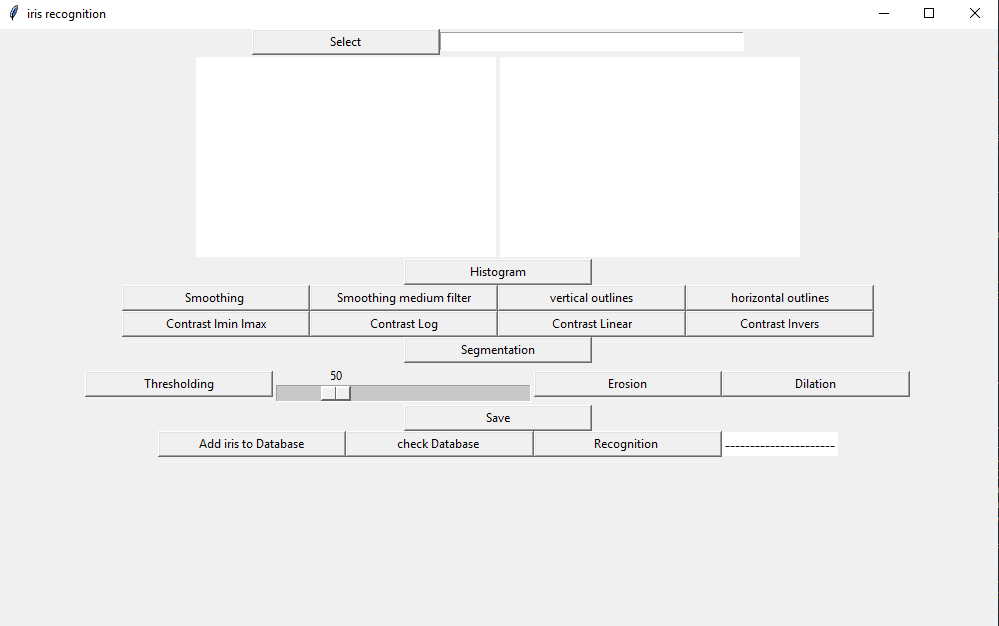 iris recognition
Select
Histogram
Smoothing Smoothing medium filter vertical outlines horizontal outlines
Contrast Imin Imax Contrast Log Contrast Linear Contrast Invers
Segmentation
50
Thresholding Erosion Dilation
Save
Add iris to Database check Database Recognition ----------------------